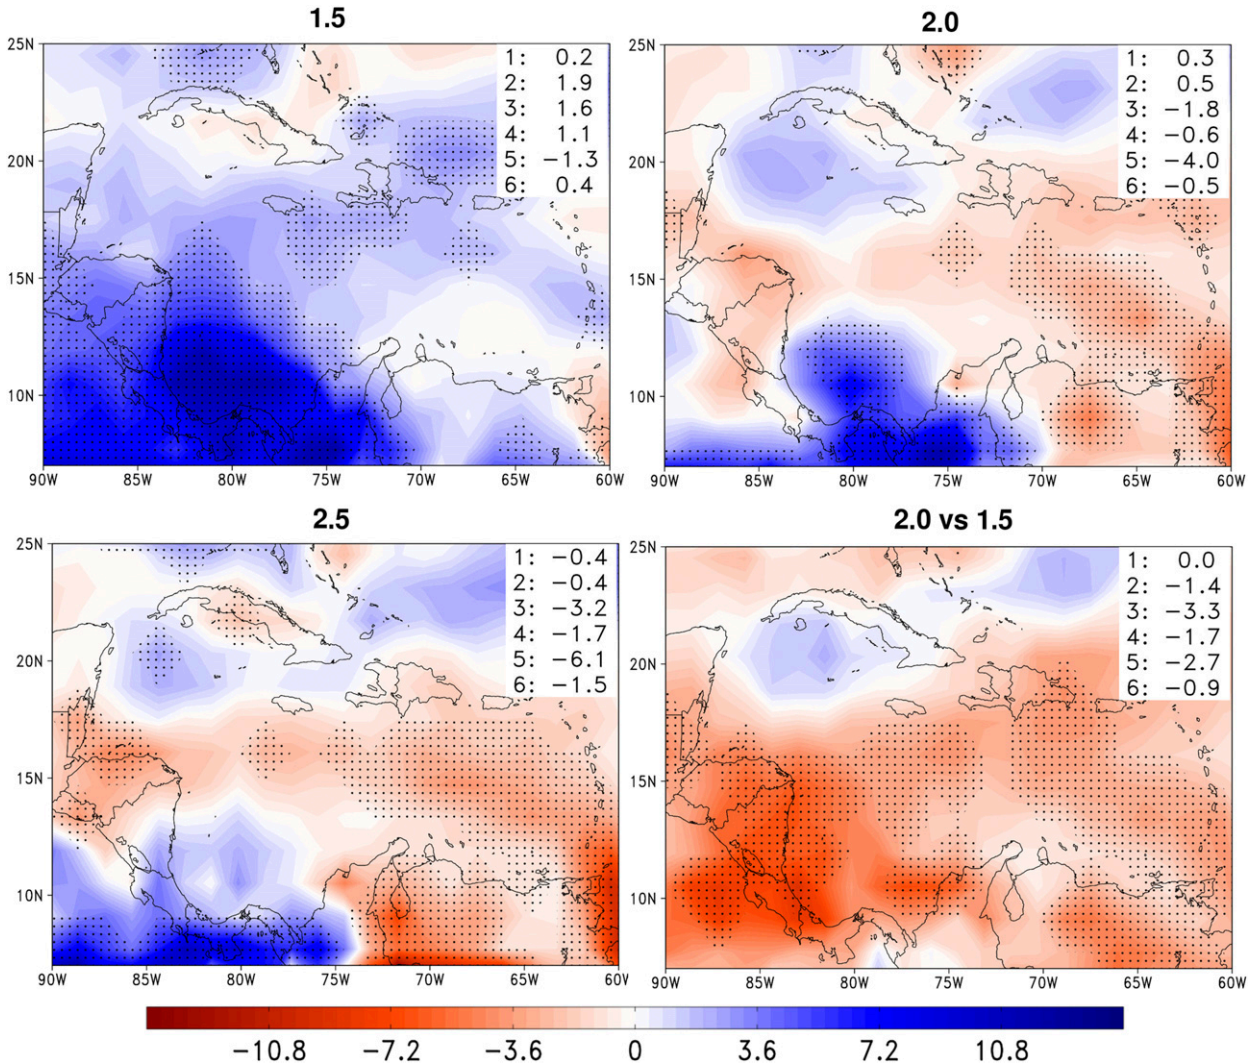 1.5
25N
20N
15N
10N
90W 85W 80W 75W 70W 65W 60W
1: 0.2
2: 1.9
3: 1.6
4: 1.1
5: −1.3
6: 0.4
2.0
25N
20N
15N
10N
90W 85W 80W 75W 70W 65W 60W
1: 0.3
2: 0.5
3: −1.8
4: −0.6
5: −4.0
6: −0.5
2.5
25N
20N
15N
10N
90W 85W 80W 75W 70W 65W 60W
1: −0.4
2: −0.4
3: −3.2
4: −1.7
5: −6.1
6: −1.5
2.0 vs 1.5
25N
20N
15N
10N
90W 85W 80W 75W 70W 65W 60W
1: 0.0
2: −1.4
3: −3.3
4: −1.7
5: −2.7
6: −0.9
−10.8 −7.2 −3.6 0 3.6 7.2 10.8